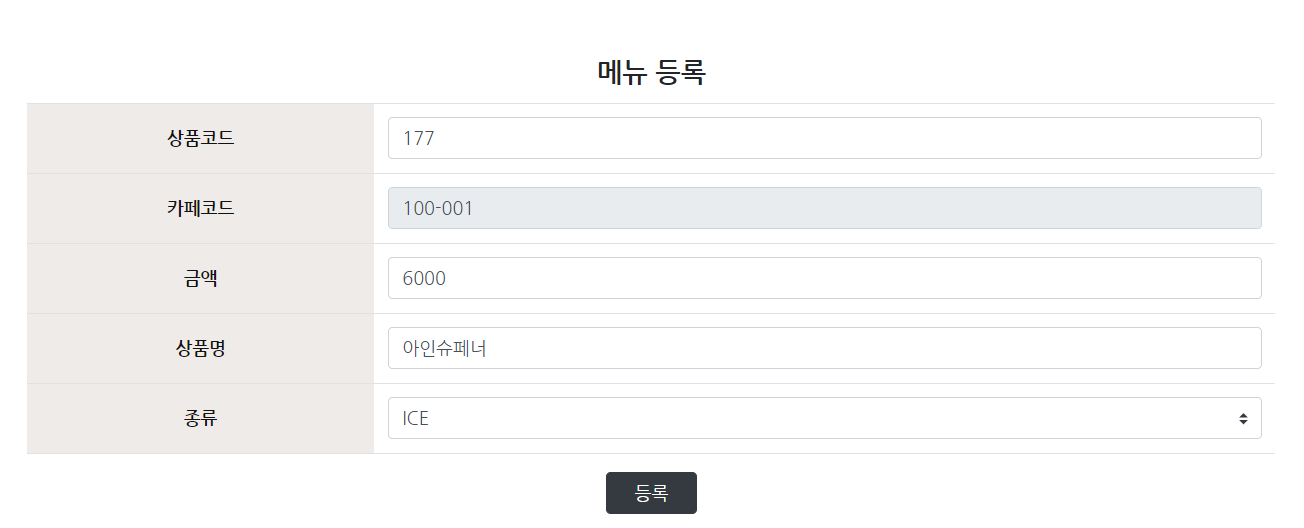 메뉴 등록
상품코드 177
카페코드 100-001
금액 6000
상품명 아인슈페너
종류 ICE
등록